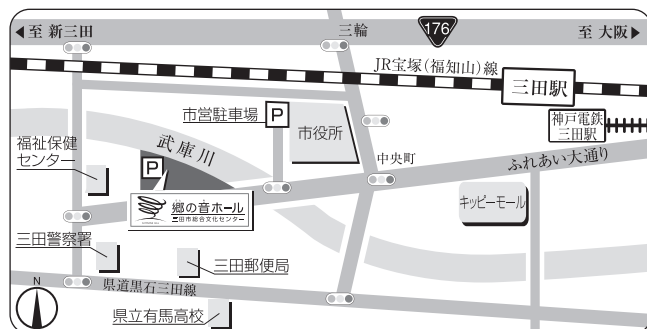 至 新三田
三輪
176
至 大阪
JR宝塚(福知山)線
三田駅
神戸電鉄
三田駅
市営駐車場
P
市役所
武庫川
福祉保健
センター
P
中央町
ふれあい大通り
郷の音ホール
三田市総合文化センター
キッピーモール
三田警察署
三田郵便局
県道黒石三田線
県立有馬高校
N